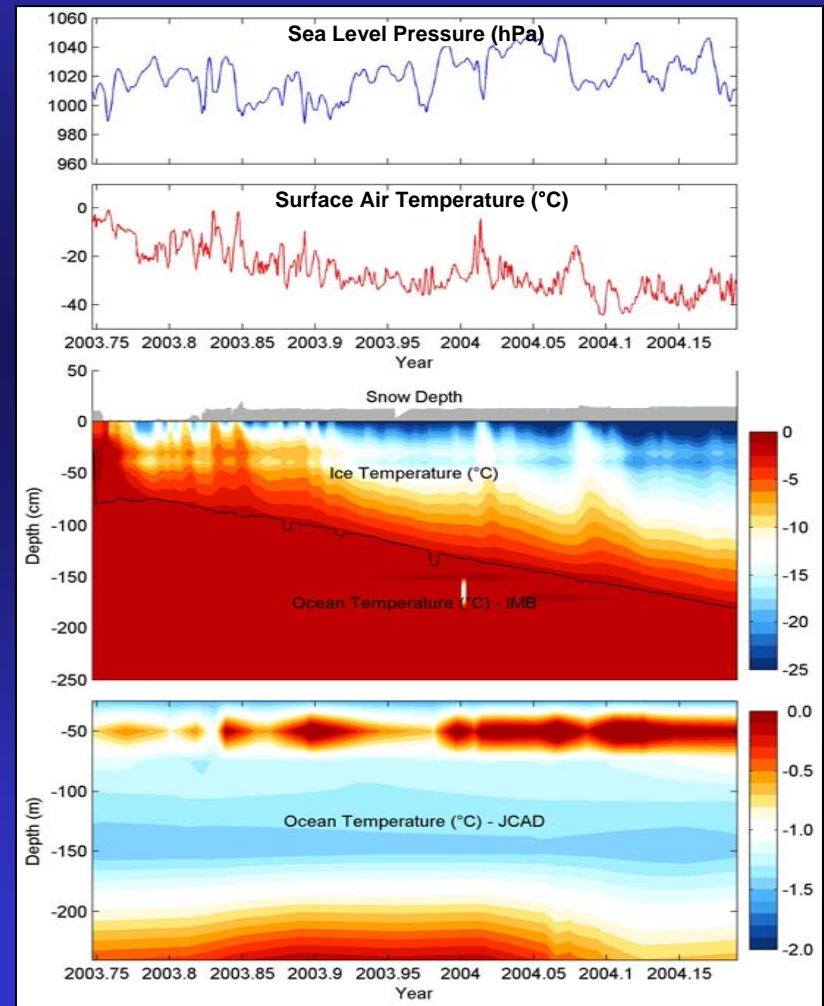 Sea Level Pressure (hPa)
1060
1040
1020
1000
980
960
Surface Air Temperature (°C)
0
-20
-40
2003.75 2003.8 2003.85 2003.9 2003.95 2004 2004.05 2004.1 2004.15
Year
50
0
-50
-100
-150
-200
-250
Depth (cm)
Snow Depth
Ice Temperature (°C)
Ocean Temperature (°C) - IMB
0
-5
-10
-15
-20
-25
-50
-100
-150
-200
Depth (m)
Ocean Temperature (°C) - JCAD
0.0
-0.5
-1.0
-1.5
-2.0
2003.75 2003.8 2003.85 2003.9 2003.95 2004 2004.05 2004.1 2004.15
Year